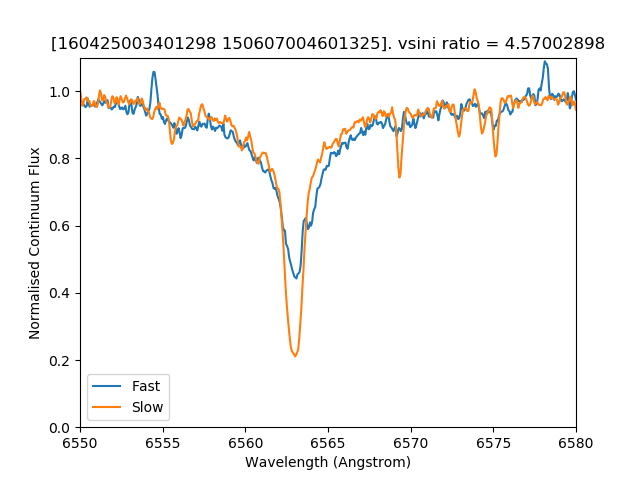 [160425003401298 150607004601325]. vsini ratio = 4.57002898
1.0
0.8
0.6
0.4
0.2
0.0
Normalised Continuum Flux
Fast
Slow
6550 6555 6560 6565 6570 6575 6580
Wavelength (Angstrom)